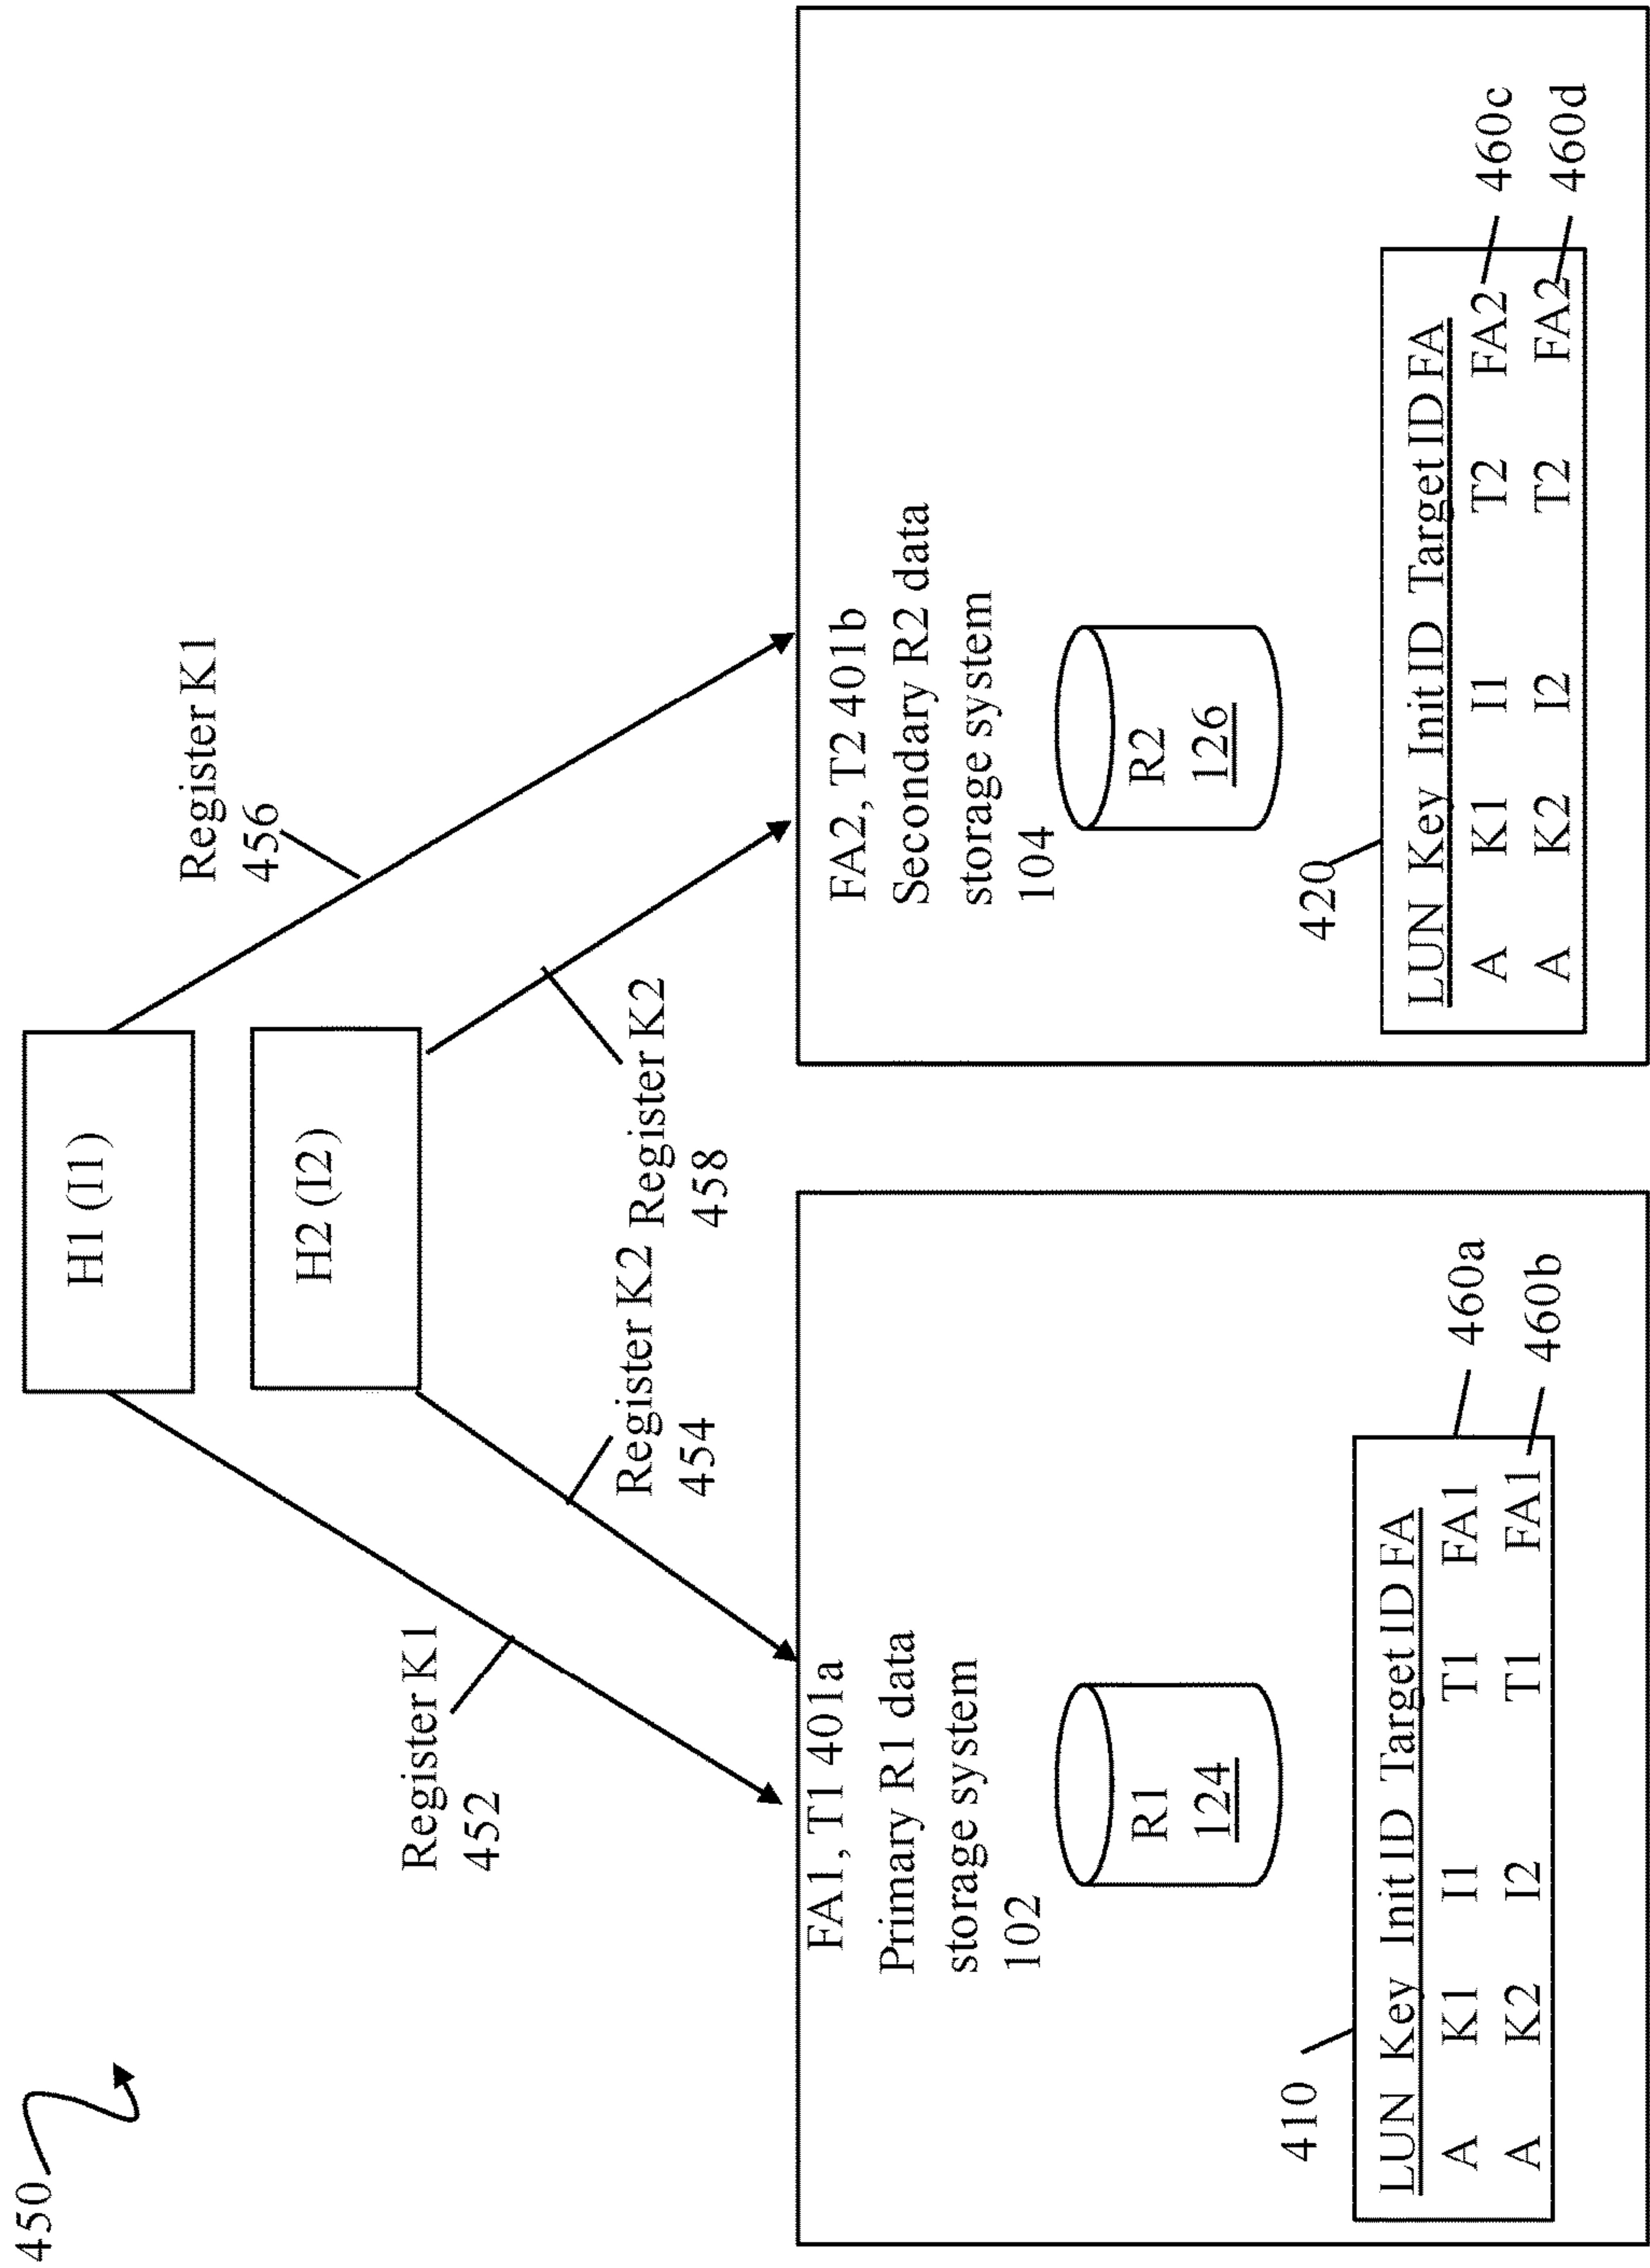 450
H1 (I1)
H2 (I2)
Register K1
452
Register K2
454
Register K2
458
Register K1
456
FA1, T1 401a
Primary R1 data
storage system
102
R1
124
410
LUN Key Init ID Target ID FA
A K1 I1 T1 FA1
A K2 I2 T1 FA1
460a
460b
FA2, T2 401b
Secondary R2 data
storage system
104
R2
126
420
LUN Key Init ID Target ID FA
A K1 I1 T2 FA2
A K2 I2 T2 FA2
460c
460d